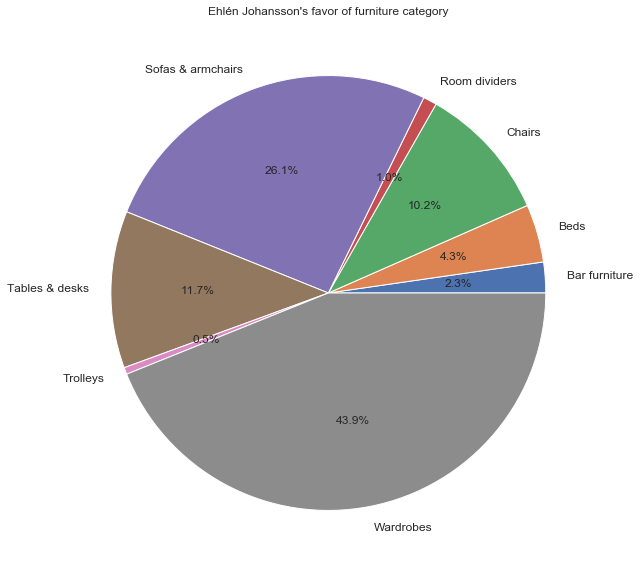 Ehlén Johansson's favor of furniture category
Sofas & armchairs
Room dividers
Chairs
26.1%
1.0%
10.2%
Beds
4.3%
Bar furniture
2.3%
Tables & desks
11.7%
0.5%
Trolleys
43.9%
Wardrobes